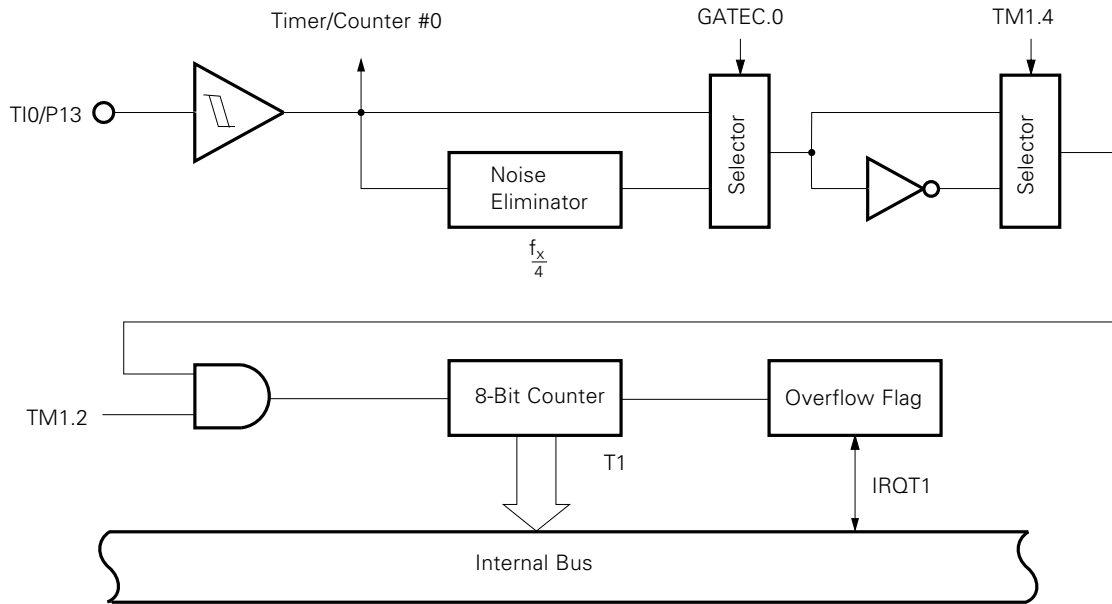 Timer/Counter #0
GATEC.0
TM1.4
TI0/P13
Noise
Eliminator
fx
4
Selector
Selector
TM1.2
8-Bit Counter
Overflow Flag
T1
IRQT1
Internal Bus